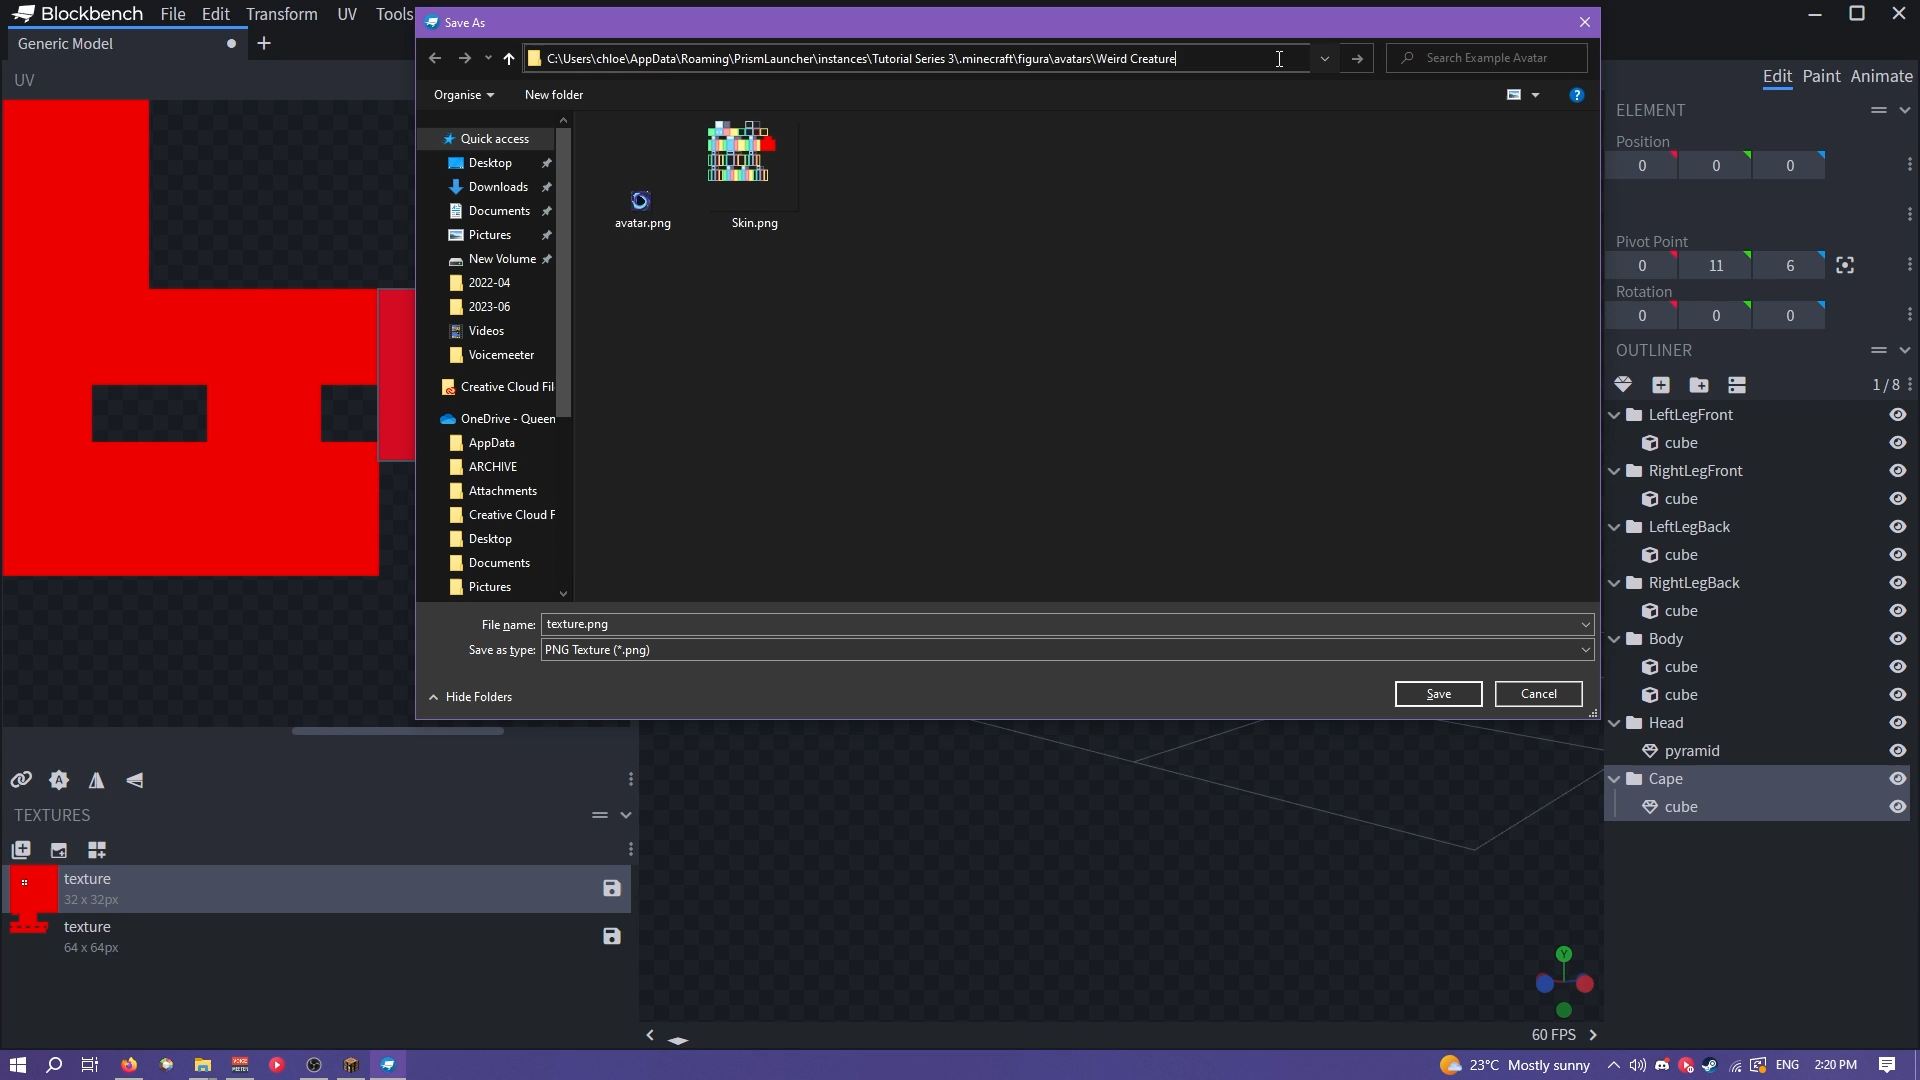 Blockbench File Edit Transform UV Tools
Save As
Generic Model
C:\Users\chloe\AppData\Roaming\PrismLauncher\instances\Tutorial Series 3\.minecraft\figura\avatars\Weird Creature
Search Example Avatar
UV
Edit Paint Animate
Organise
New folder
Quick access
Desktop
Downloads
Documents
Pictures
New Volume
2022-04
2023-06
Videos
Voicemeeter
Creative Cloud Fil
OneDrive - Queen
AppData
ARCHIVE
Attachments
Creative Cloud F
Desktop
Documents
Pictures
avatar.png
Skin.png
File name: texture.png
Save as type: PNG Texture (*.png)
Hide Folders
Save
Cancel
ELEMENT
Position
0 0 0
Pivot Point
0 11 6
Rotation
0 0 0
OUTLINER
1 / 8
LeftLegFront
cube
RightLegFront
cube
LeftLegBack
cube
RightLegBack
cube
Body
cube
cube
Head
pyramid
Cape
cube
TEXTURES
texture
32 x 32px
texture
64 x 64px
Y
60 FPS
23°C Mostly sunny
ENG
2:20 PM